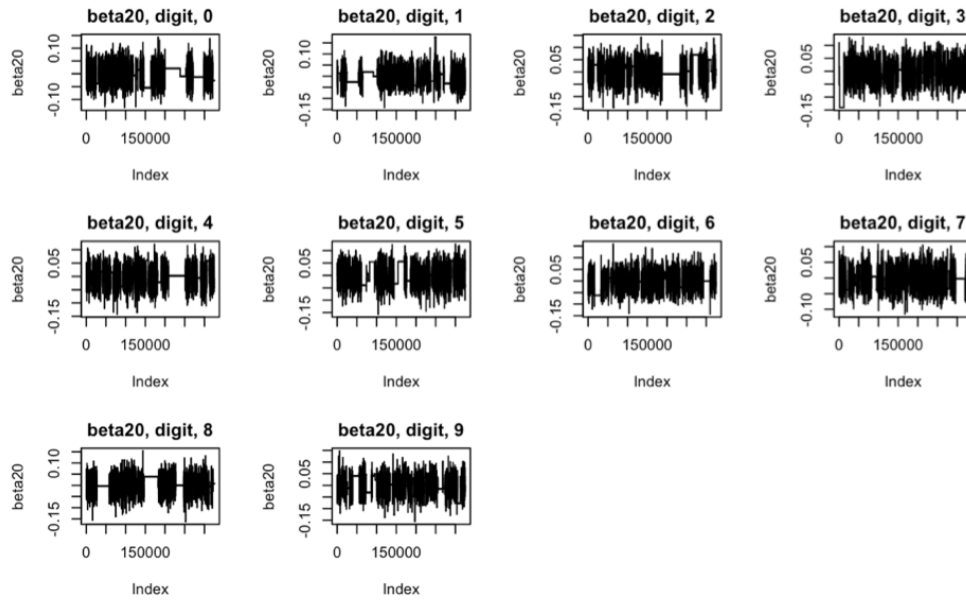 beta20, digit, 0
beta20
0.10
-0.10
0
150000
Index
beta20, digit, 1
beta20
0.10
-0.15
0
150000
Index
beta20, digit, 2
beta20
0.05
-0.15
0
150000
Index
beta20, digit, 3
beta20
0.05
-0.15
0
150000
Index
beta20, digit, 4
beta20
0.05
-0.15
0
150000
Index
beta20, digit, 5
beta20
0.05
-0.15
0
150000
Index
beta20, digit, 6
beta20
0.05
-0.15
0
150000
Index
beta20, digit, 7
beta20
0.05
-0.10
0
150000
Index
beta20, digit, 8
beta20
0.10
-0.15
0
150000
Index
beta20, digit, 9
beta20
0.05
-0.15
0
150000
Index